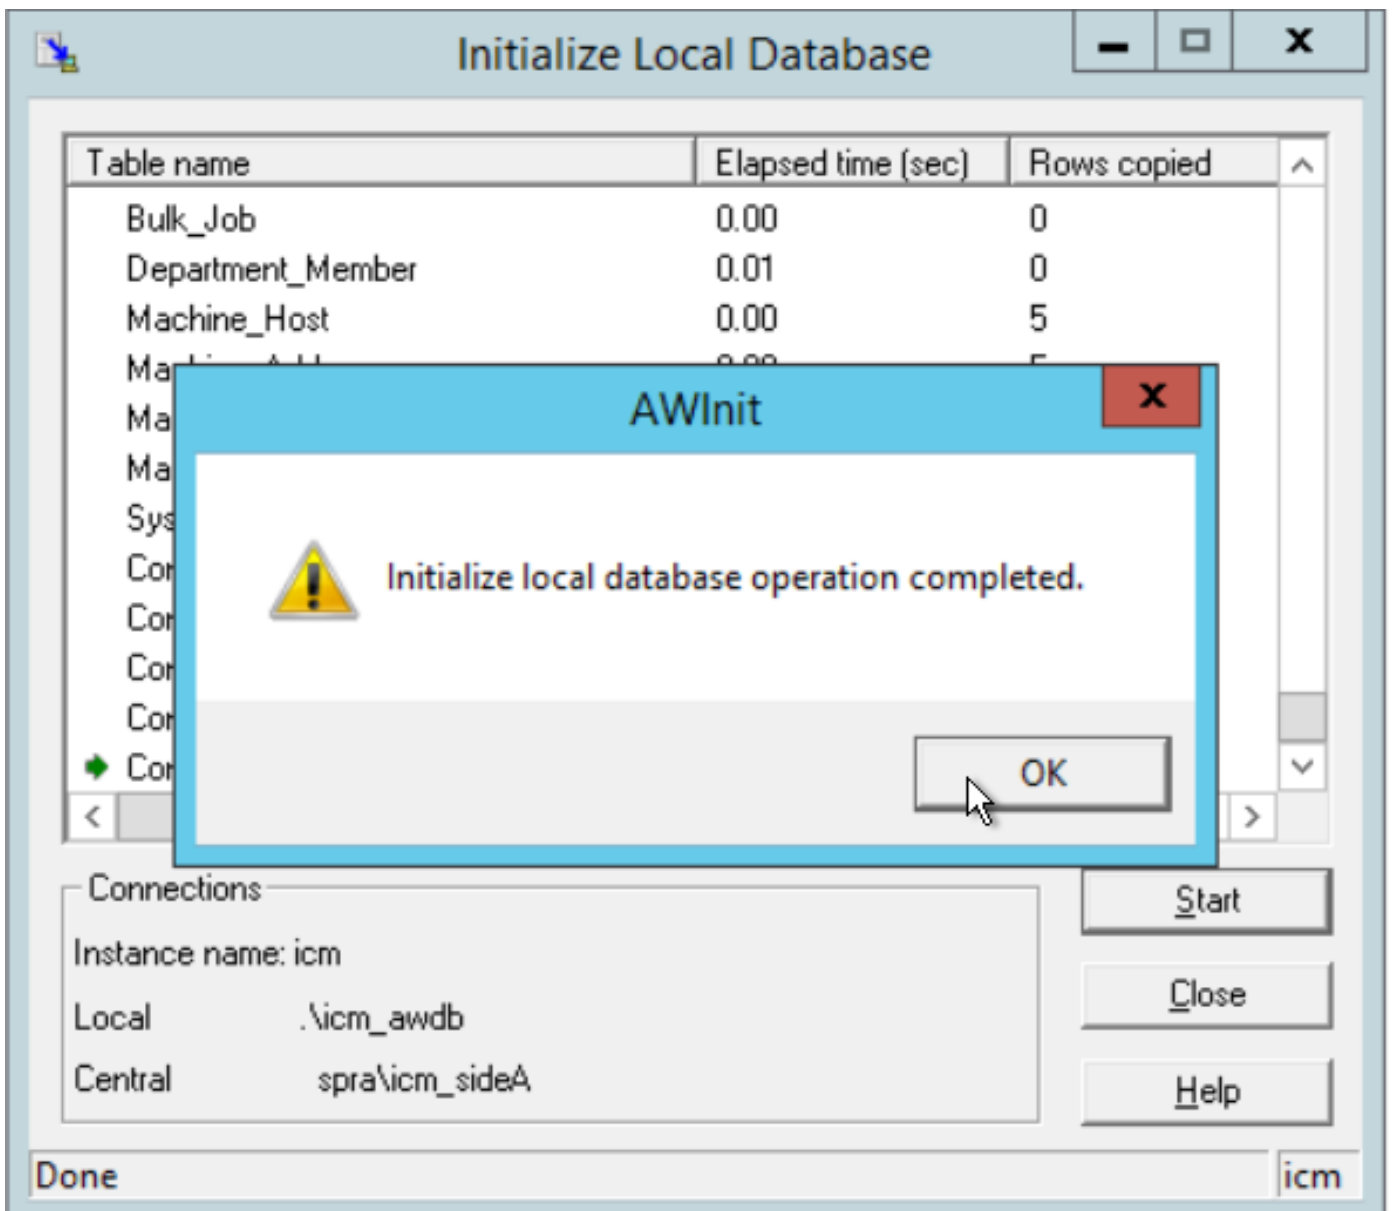 Initialize Local Database
Table name Elapsed time (sec) Rows copied
Bulk_Job 0.00 0
Department_Member 0.01 0
Machine_Host 0.00 5
AWInit
Initialize local database operation completed.
OK
Connections
Instance name: icm
Local .\icm_awdb
Central spra\icm_sideA
Start
Close
Help
Done icm